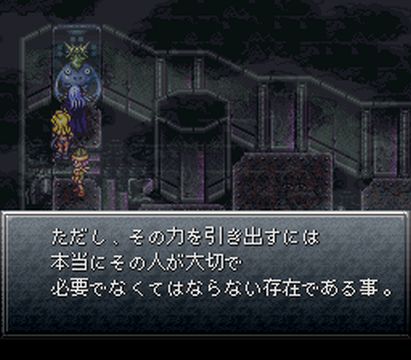 ただし、その力を引き出すには
本当にその人が大切で
必要でなくてはならない存在である事。